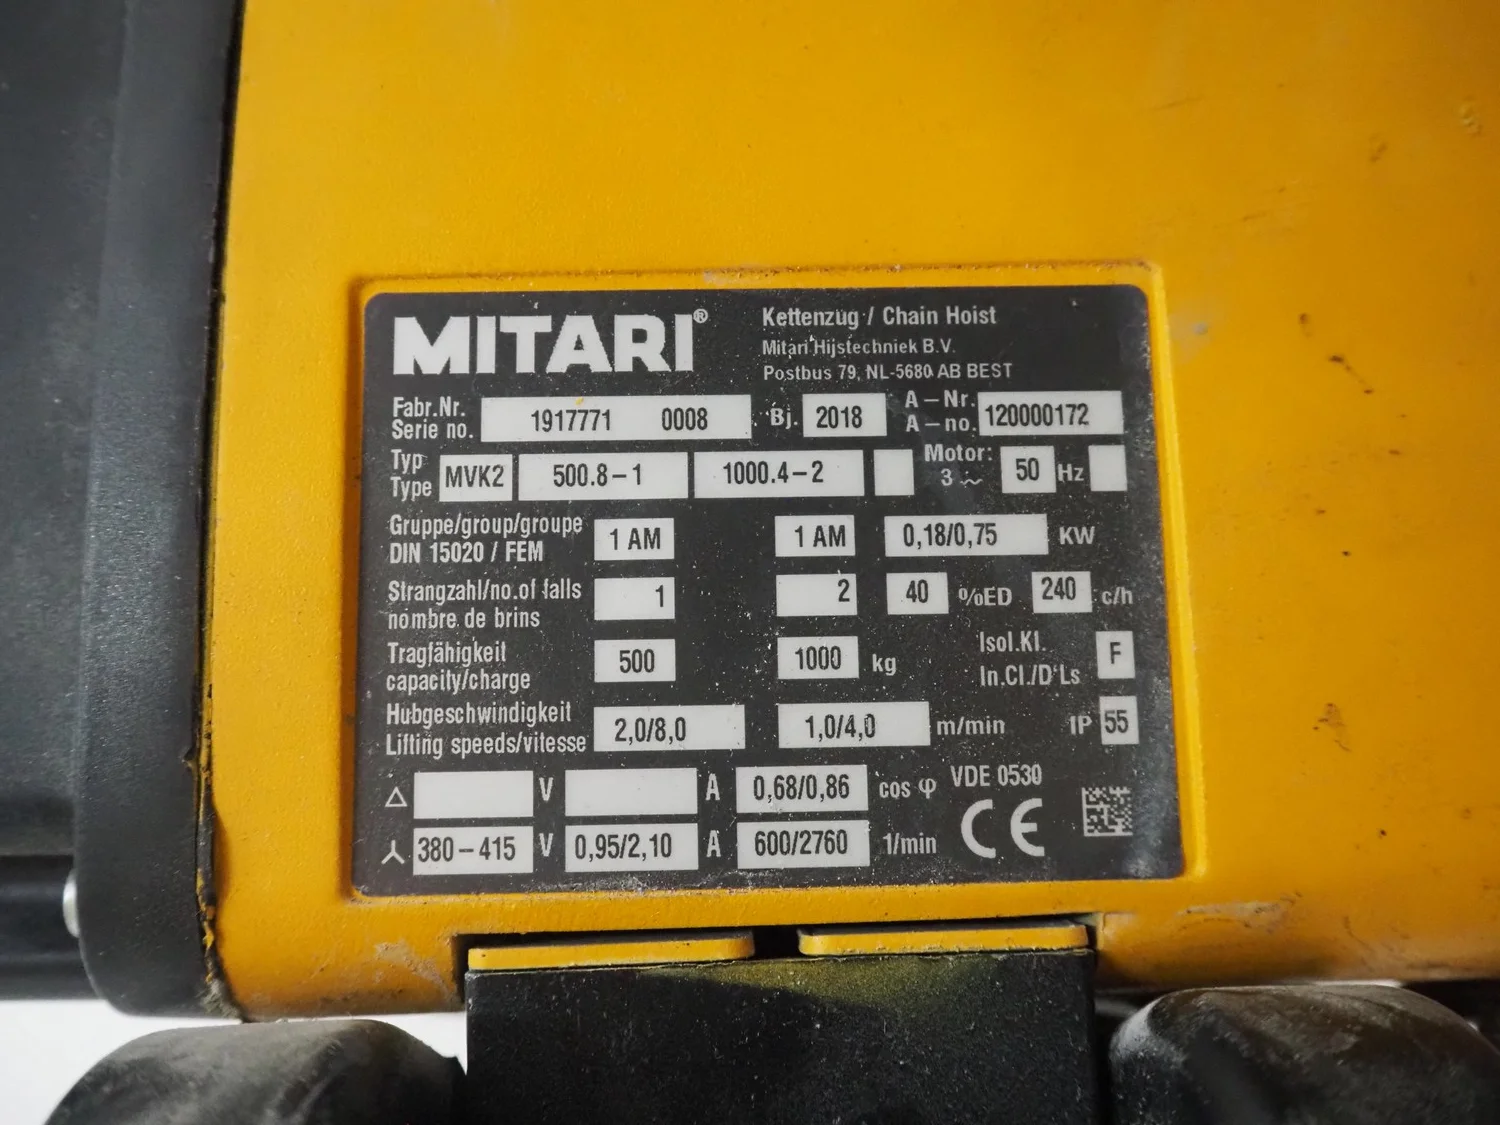 MITARI®
Kettenzug / Chain Hoist
Mitari Hijstechniek B.V.
Postbus 79, NL-5680 AB BEST
Fabr.Nr.
Serie no. 1917771 0008 Bj. 2018 A – Nr.
A – no. 120000172
Typ
Type MVK2 500.8–1 1000.4–2 Motor:
3 ~ 50 Hz
Gruppe/group/groupe
DIN 15020 / FEM 1 AM 1 AM 0,18/0,75 KW
Strangzahl/no.of falls
nombre de brins 1 2 40 %ED 240 c/h
Tragfähigkeit
capacity/charge 500 1000 kg Isol.Kl.
In.Cl./D'Ls F
Hubgeschwindigkeit
Lifting speeds/vitesse 2,0/8,0 1,0/4,0 m/min IP 55
△ V A 0,68/0,86 cos φ VDE 0530
⅄ 380–415 V 0,95/2,10 A 600/2760 1/min CE